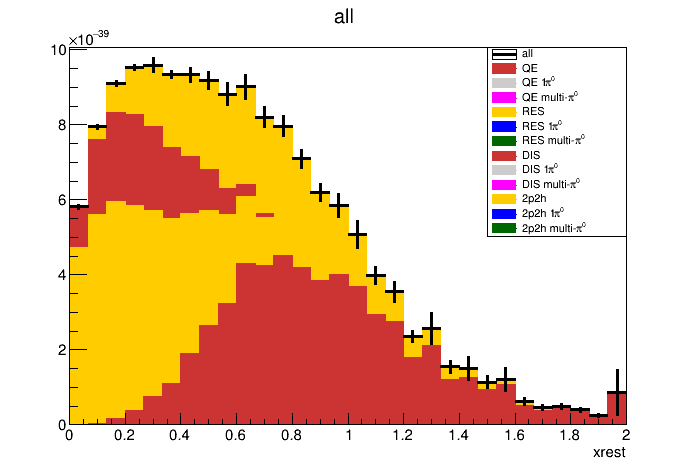 all
×10⁻³⁹
10
8
6
4
2
0
all
QE
QE 1π⁰
QE multi-π⁰
RES
RES 1π⁰
RES multi-π⁰
DIS
DIS 1π⁰
DIS multi-π⁰
2p2h
2p2h 1π⁰
2p2h multi-π⁰
0 0.2 0.4 0.6 0.8 1 1.2 1.4 1.6 1.8 2
xrest